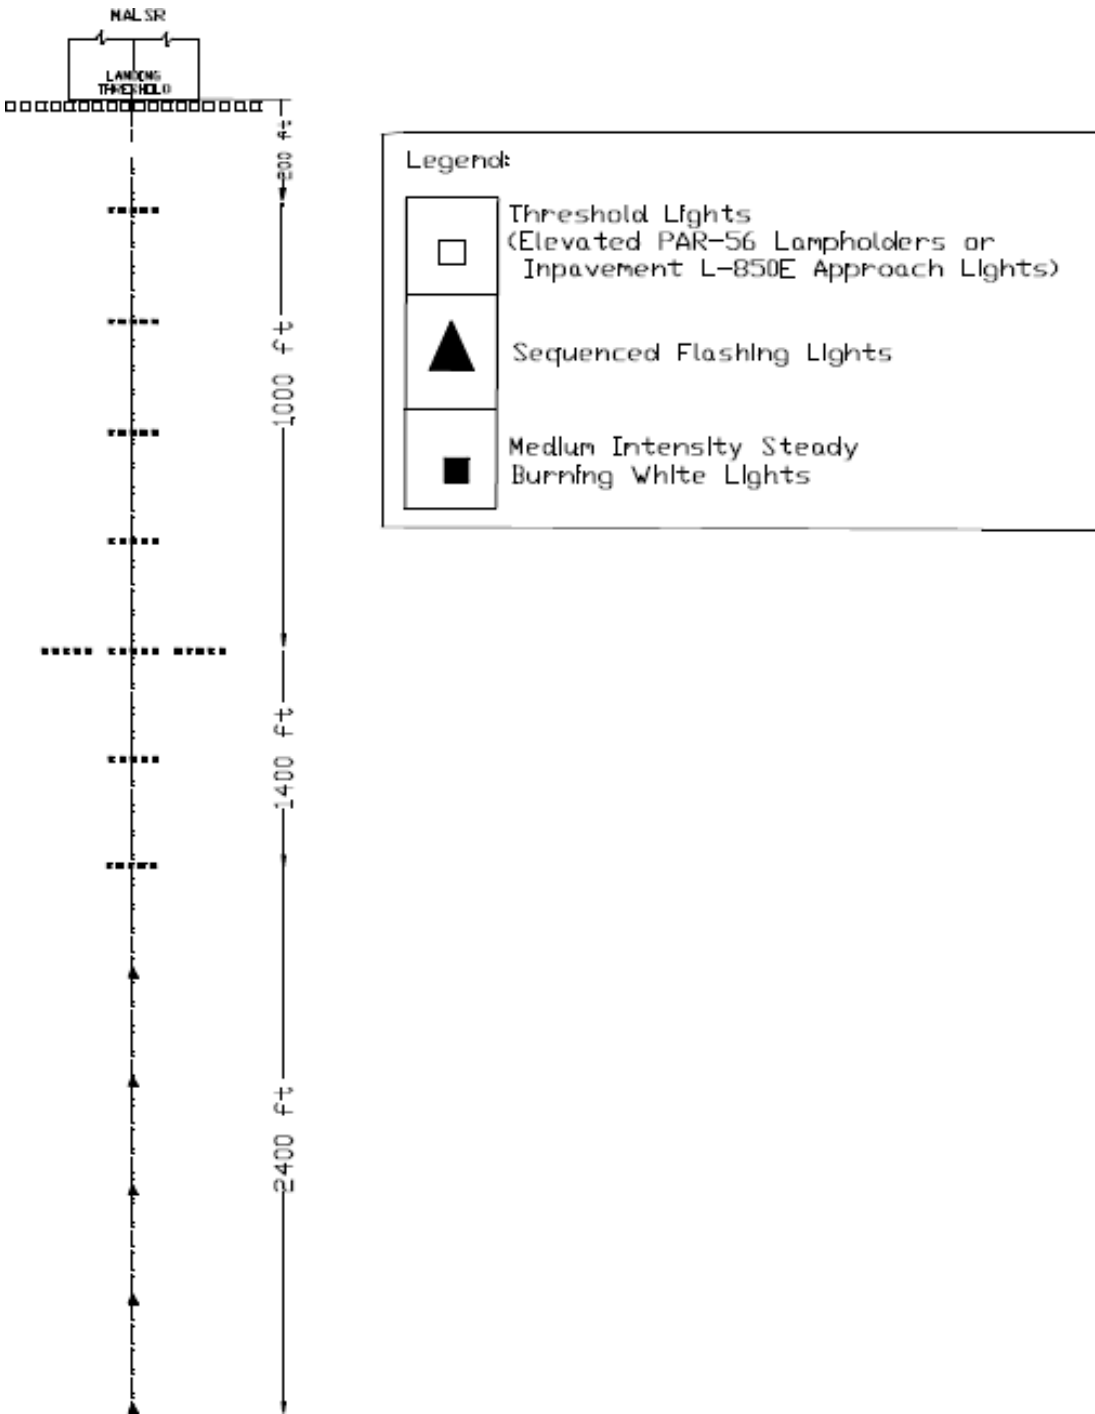 MALSR
LANDING
THRESHOLD
200 ft
1000 ft
1400 ft
2400 ft
Legend:
Threshold Lights
(Elevated PAR-56 Lampholders or
Inpavement L-850E Approach Lights)
Sequenced Flashing Lights
Medium Intensity Steady
Burning White Lights